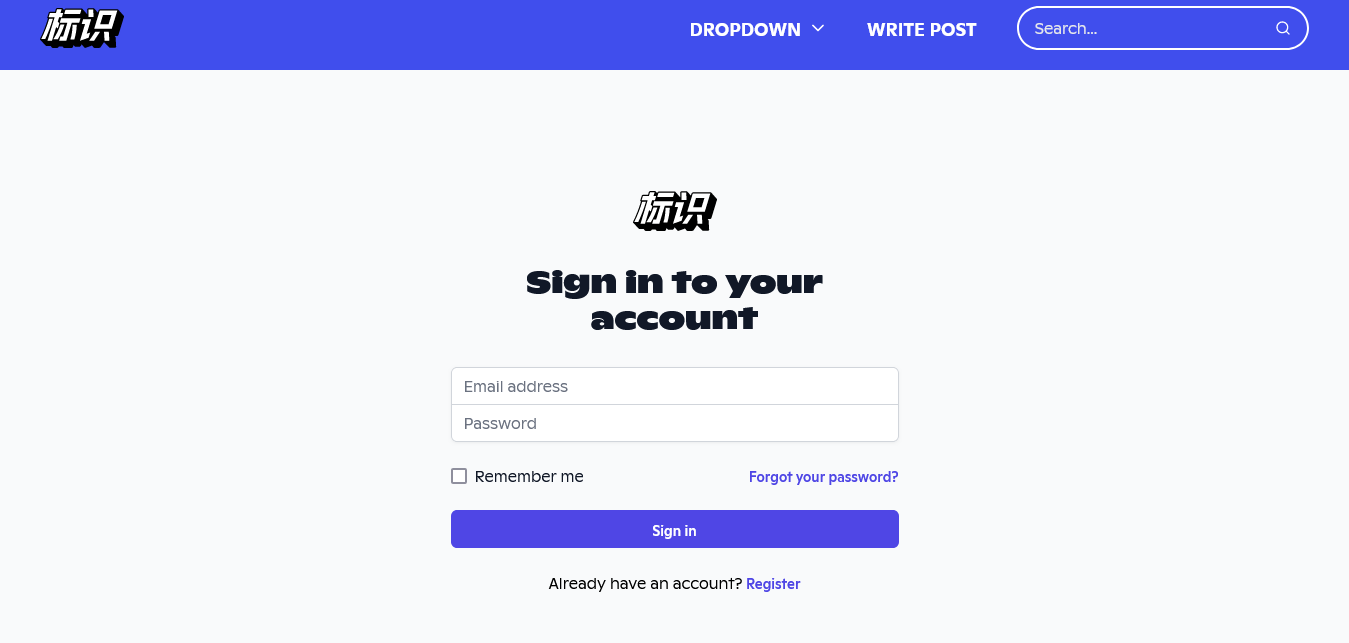 标识
DROPDOWN
WRITE POST
Search...
标识
Sign in to your
account
Email address
Password
Remember me
Forgot your password?
Sign in
Already have an account? Register